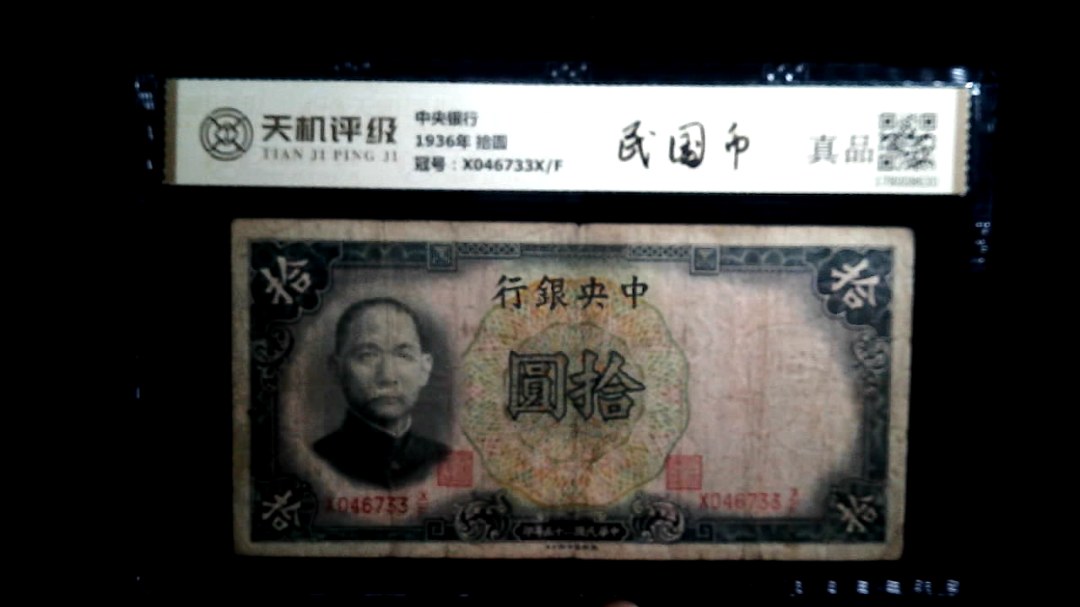 天机评级
TIAN JI PING JI
中央银行
1936年 拾圆
冠号：X046733X/F
民国币
真品
拾
拾
行銀央中
圓拾
X046733 X/F
X046733 X/F
拾
拾
印年五十二國民華中